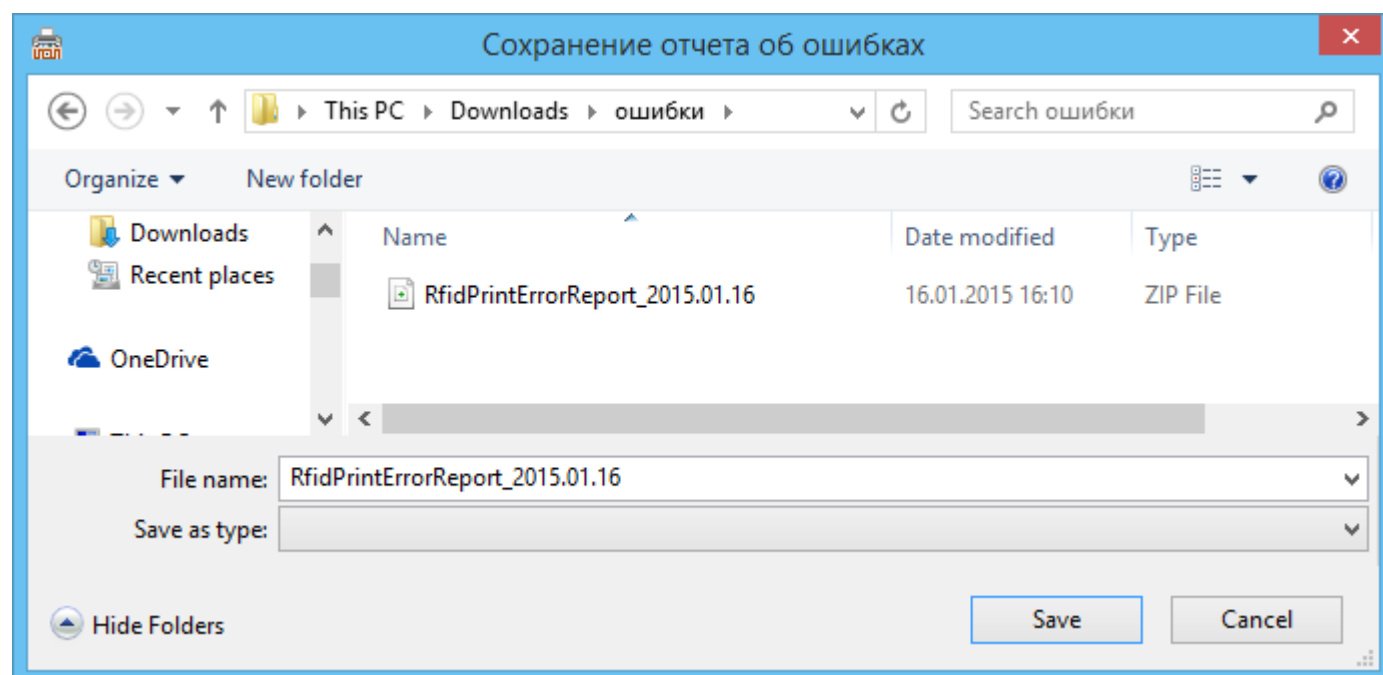 Сохранение отчета об ошибках
This PC Downloads ошибки Search ошибки
Organize New folder
Downloads
Recent places
OneDrive
Name Date modified Type
RfidPrintErrorReport_2015.01.16 16.01.2015 16:10 ZIP File
File name: RfidPrintErrorReport_2015.01.16
Save as type:
Hide Folders Save Cancel